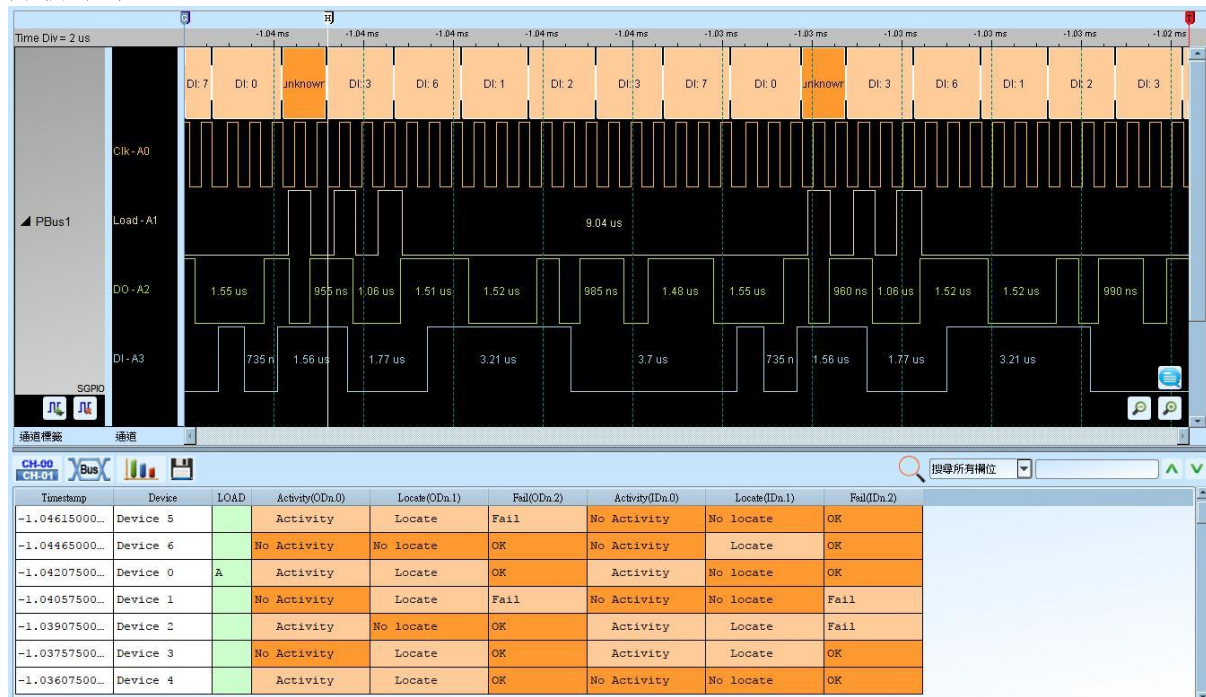 Time Div = 2 us
H
T
-1.04 ms -1.04 ms -1.04 ms -1.04 ms -1.04 ms -1.03 ms -1.03 ms -1.03 ms -1.03 ms -1.03 ms -1.02 ms
DI: 7 DI: 0 unknown DI: 3 DI: 6 DI: 1 DI: 2 DI: 3 DI: 7 DI: 0 unknown DI: 3 DI: 6 DI: 1 DI: 2 DI: 3
Clk - A0
PBus1 Load - A1 9.04 us
DO - A2 1.55 us 955 ns 1.06 us 1.51 us 1.52 us 985 ns 1.48 us 1.55 us 960 ns 1.06 us 1.52 us 1.52 us 990 ns
DI - A3 735 n 1.56 us 1.77 us 3.21 us 3.7 us 735 n 1.56 us 1.77 us 3.21 us
SGPIO
通道標籤 通道
CH-00
CH-01
Bus
搜尋所有欄位
Timestamp Device LOAD Activity(ODn.0) Locate(ODn.1) Fail(ODn.2) Activity(IDn.0) Locate(IDn.1) Fail(IDn.2)
-1.04615000... Device 5 Activity Locate Fail No Activity No locate OK
-1.04465000... Device 6 No Activity No locate OK No Activity Locate OK
-1.04207500... Device 0 A Activity Locate OK Activity No locate OK
-1.04057500... Device 1 No Activity Locate Fail No Activity No locate Fail
-1.03907500... Device 2 Activity No locate OK Activity Locate Fail
-1.03757500... Device 3 No Activity Locate OK Activity Locate OK
-1.03607500... Device 4 Activity Locate OK No Activity No locate OK